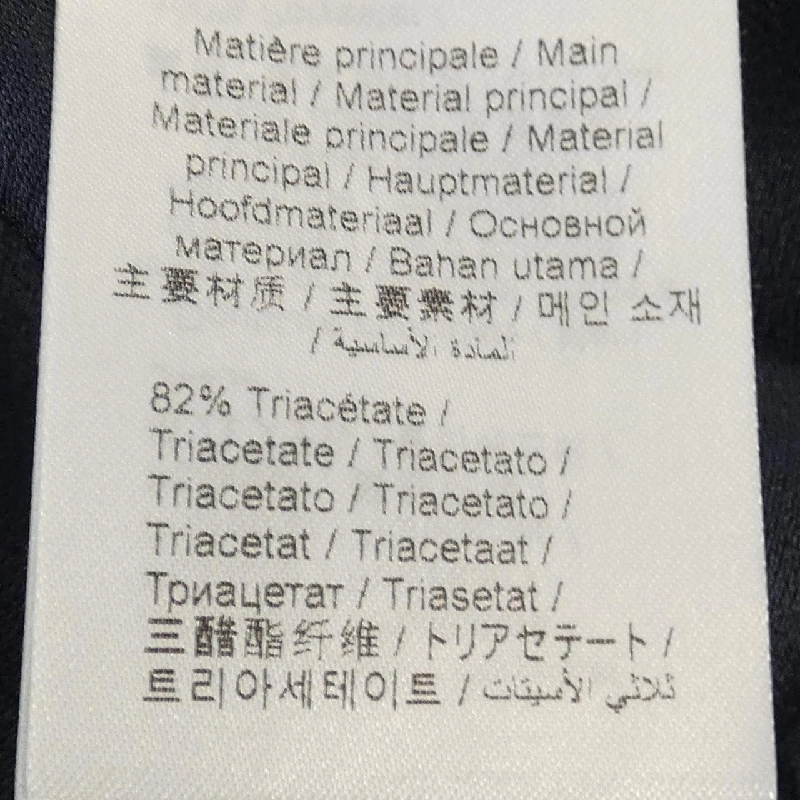 Matière principale / Main
material / Material principal /
Materiale principale / Material
principal / Hauptmaterial /
Hoofdmateriaal / Основной
материал / Bahan utama /
主要材质 / 主要素材 / 메인 소재
/ المادة الأساسية
82% Triacétate /
Triacetate / Triacetato /
Triacetato / Triacetato /
Triacetat / Triacetaat /
Триацетат / Triasetat /
三醋酯纤维 / トリアセテート /
트리아세테이트 / ثلاثي الأسيتات